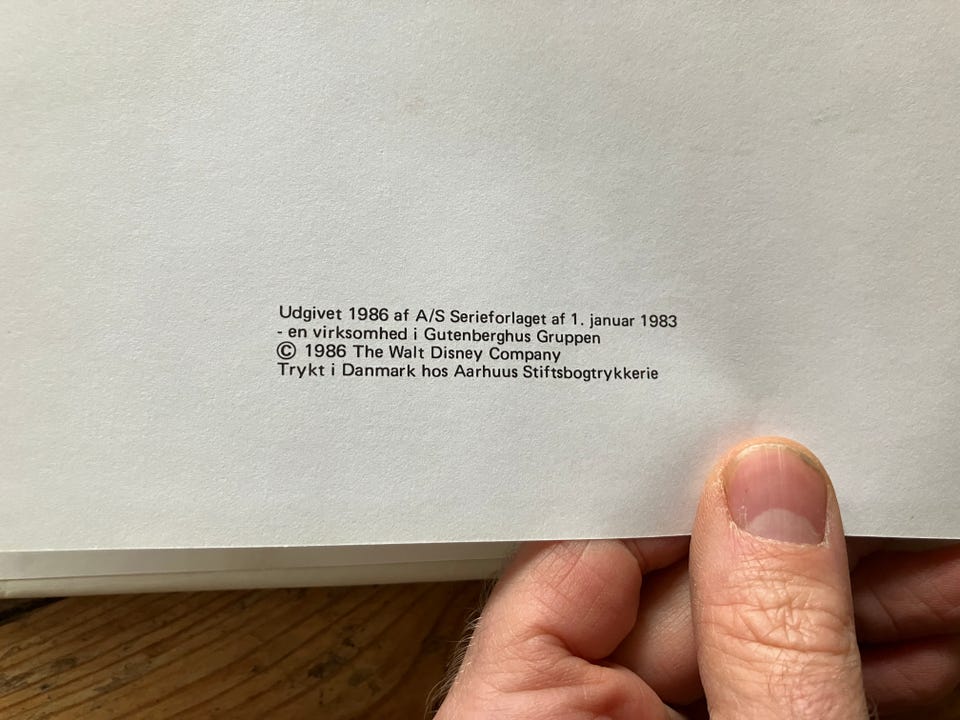 Udgivet 1986 af A/S Serieforlaget af 1. januar 1983
- en virksomhed i Gutenberghus Gruppen
© 1986 The Walt Disney Company
Trykt i Danmark hos Aarhuus Stiftsbogtrykkerie